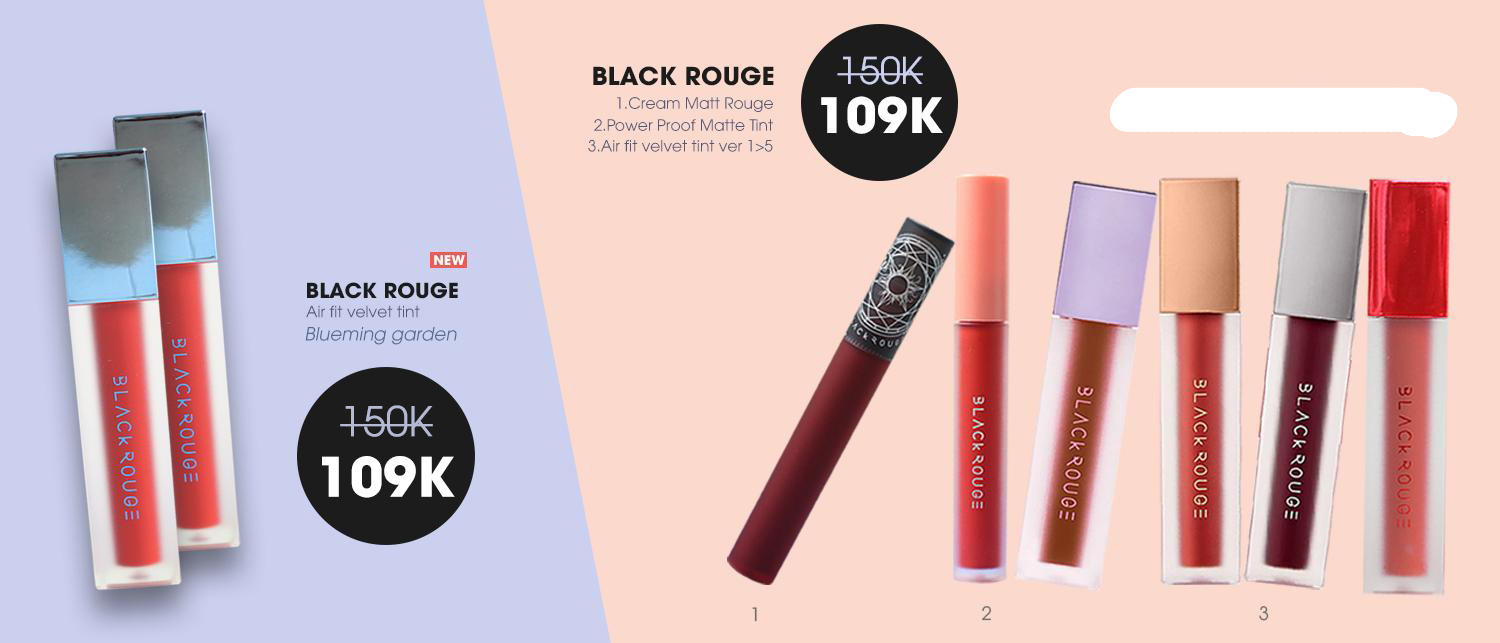 NEW
BLACK ROUGE
Air fit velvet tint
Blueming garden
150K
109K
BLACK ROUGE
BLACK ROUGE
BLACK ROUGE
1.Cream Matt Rouge
2.Power Proof Matte Tint
3.Air fit velvet tint ver 1>5
150K
109K
BLACK ROUGE
BLACK ROUGE
BLACK ROUGE
BLACK ROUGE
BLACK ROUGE
1
2
3